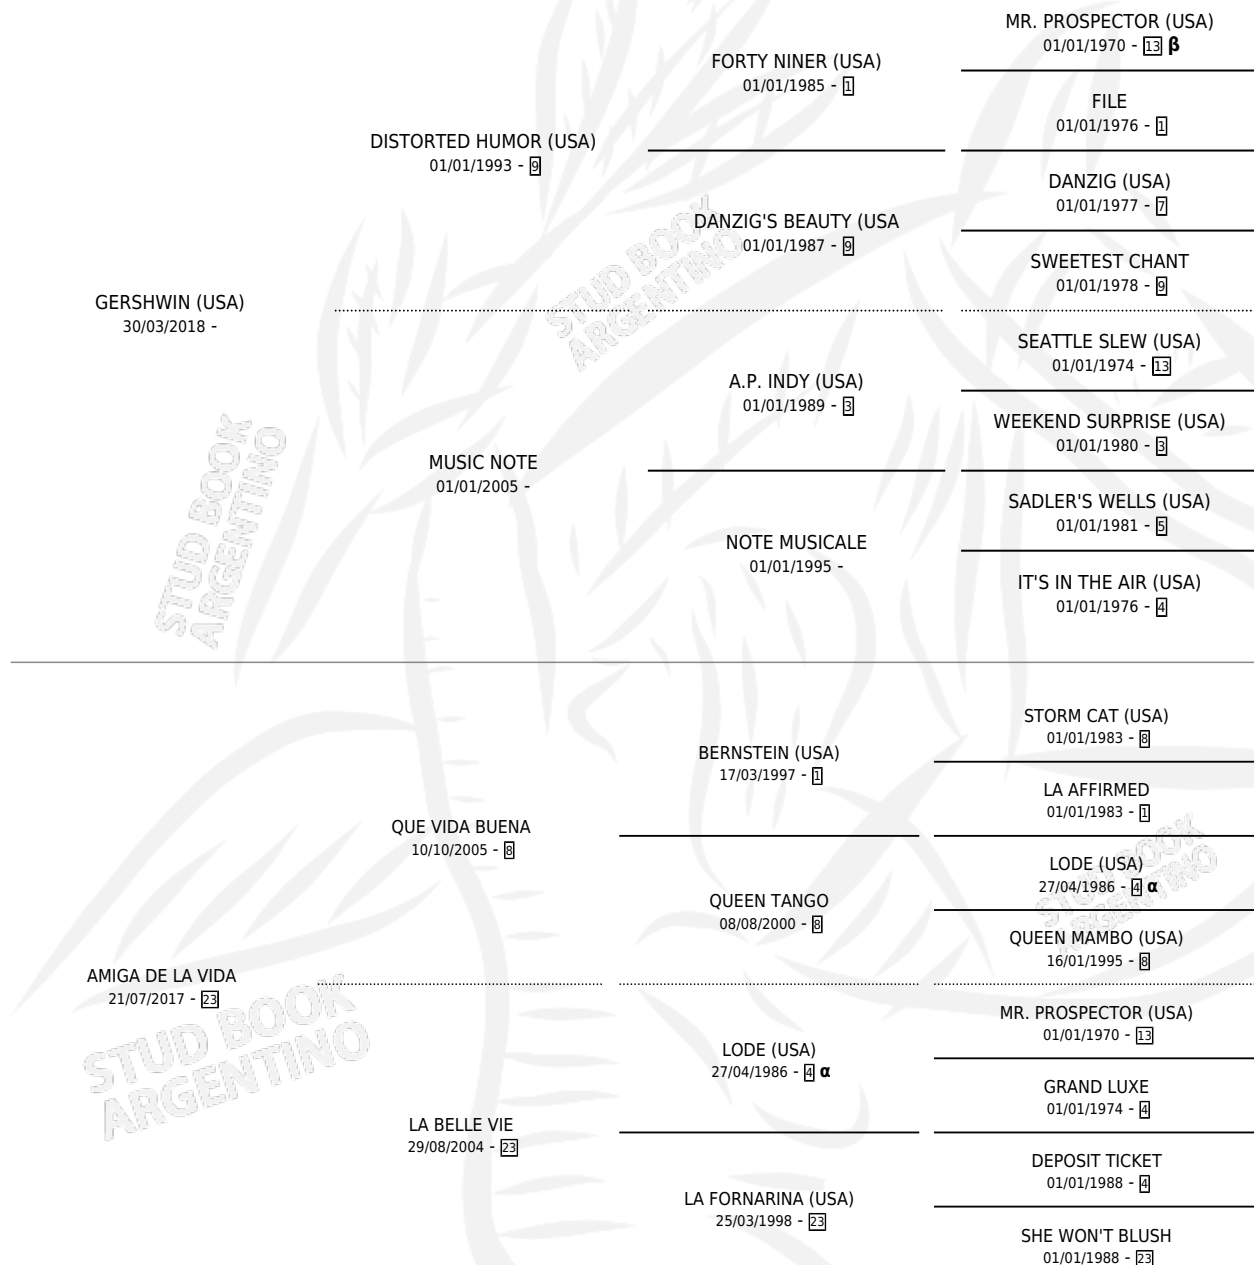 MR. PROSPECTOR (USA)
01/01/1970 - 13 β
FORTY NINER (USA)
01/01/1985 - 1
FILE
01/01/1976 - 1
DISTORTED HUMOR (USA)
01/01/1993 - 9
DANZIG (USA)
01/01/1977 - 7
DANZIG'S BEAUTY (USA
01/01/1987 - 9
SWEETEST CHANT
01/01/1978 - 9
GERSHWIN (USA)
30/03/2018 -
SEATTLE SLEW (USA)
01/01/1974 - 13
A.P. INDY (USA)
01/01/1989 - 3
WEEKEND SURPRISE (USA)
01/01/1980 - 3
MUSIC NOTE
01/01/2005 -
SADLER'S WELLS (USA)
01/01/1981 - 5
NOTE MUSICALE
01/01/1995 -
IT'S IN THE AIR (USA)
01/01/1976 - 4
STORM CAT (USA)
01/01/1983 - 8
BERNSTEIN (USA)
17/03/1997 - 1
LA AFFIRMED
01/01/1983 - 1
QUE VIDA BUENA
10/10/2005 - 8
LODE (USA)
27/04/1986 - 4 α
QUEEN TANGO
08/08/2000 - 8
QUEEN MAMBO (USA)
16/01/1995 - 8
AMIGA DE LA VIDA
21/07/2017 - 23
MR. PROSPECTOR (USA)
01/01/1970 - 13
LODE (USA)
27/04/1986 - 4 α
GRAND LUXE
01/01/1974 - 4
LA BELLE VIE
29/08/2004 - 23
DEPOSIT TICKET
01/01/1988 - 4
LA FORNARINA (USA)
25/03/1998 - 23
SHE WON'T BLUSH
01/01/1988 - 23
STUD BOOK
ARGENTINO
STUD BOOK
ARGENTINO
STUD BOOK
ARGENTINO
STUD BOOK
ARGENTINO